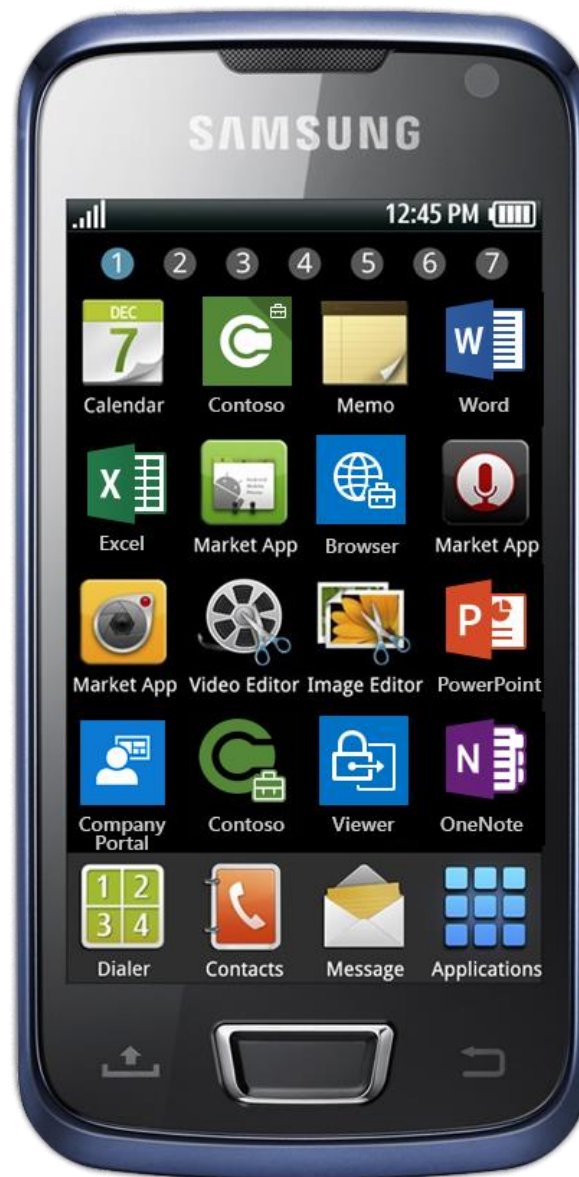 SAMSUNG
12:45 PM
1 2 3 4 5 6 7
DEC
7
W
Calendar Contoso Memo Word
X
Excel Market App Browser Market App
P
Market App Video Editor Image Editor PowerPoint
N
Company
Portal Contoso Viewer OneNote
1 2
3 4
Dialer Contacts Message Applications